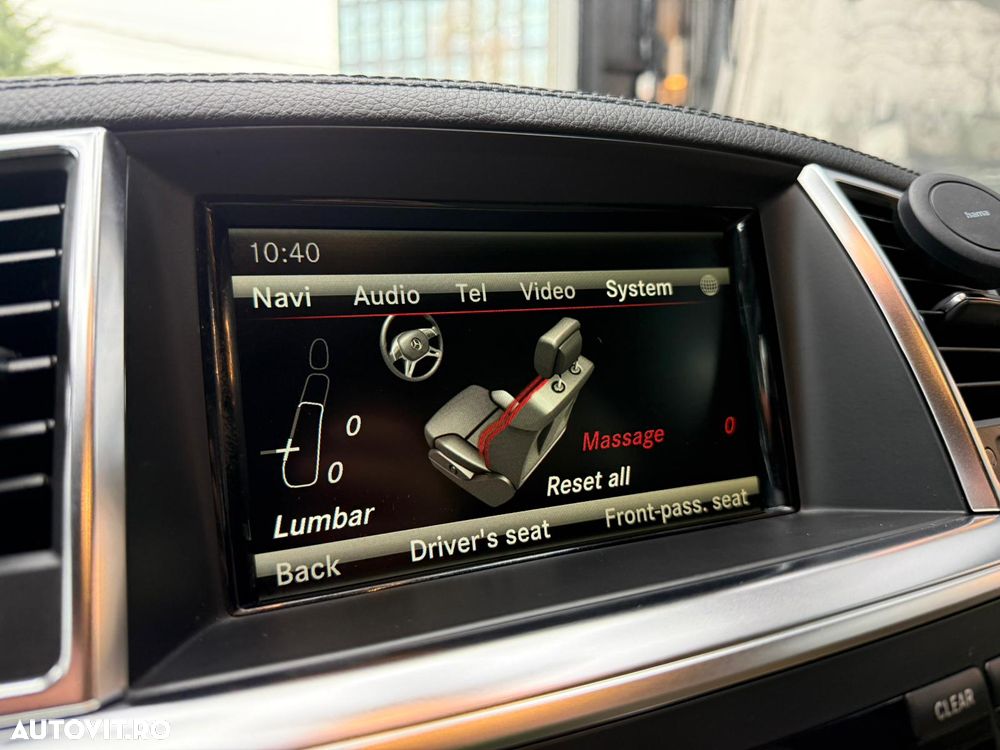 hama
10:40
Navi Audio Tel Video System
0
0
Massage 0
Reset all
Lumbar
Back Driver's seat Front-pass. seat
CLEAR
AUTOVIT.RO